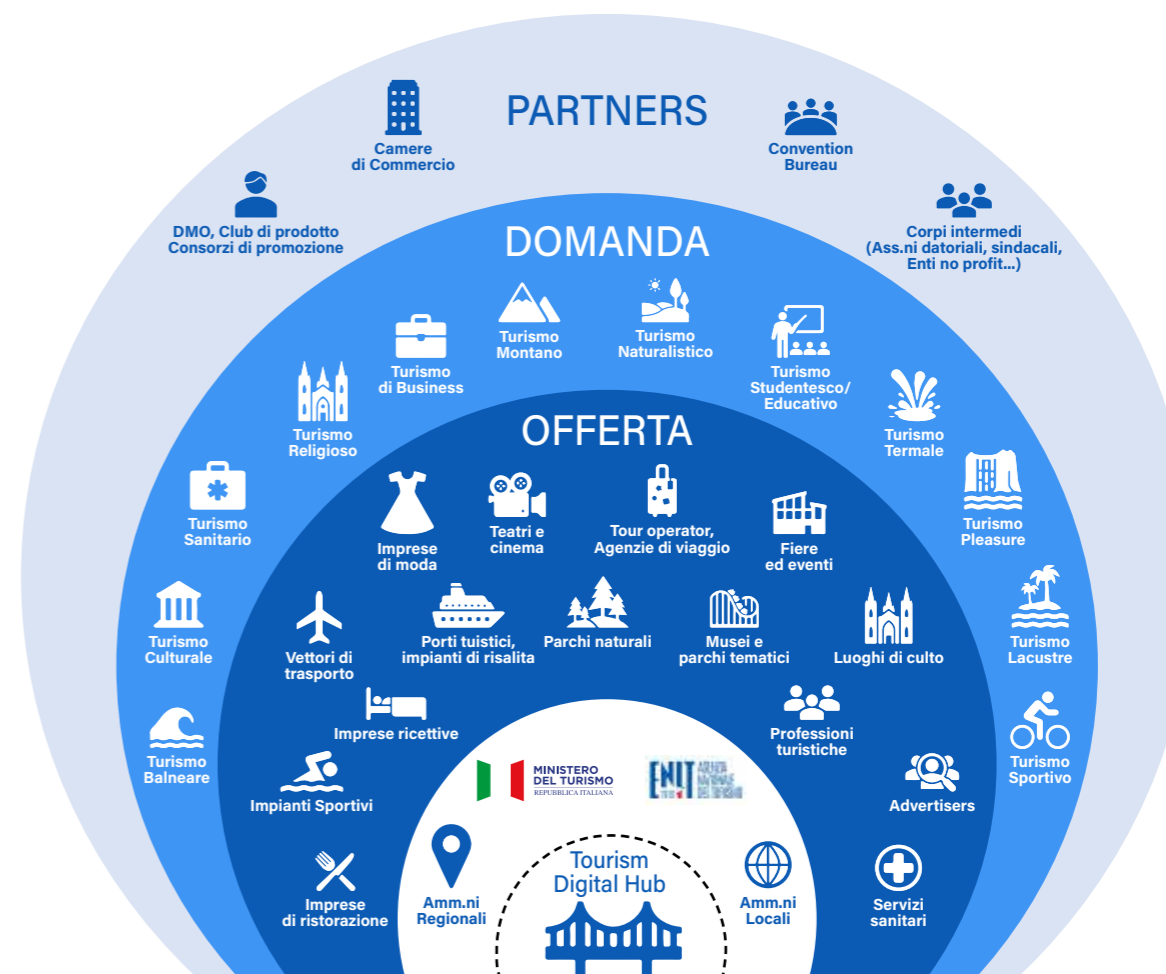 PARTNERS
Camere
di Commercio
Convention
Bureau
DMO, Club di prodotto
Consorzi di promozione
Corpi intermedi
(Ass.ni datoriali, sindacali,
Enti no profit...)
DOMANDA
Turismo
Montano
Turismo
Naturalistico
Turismo
di Business
Turismo
Studentesco/
Educativo
Turismo
Religioso
Turismo
Termale
Turismo
Sanitario
Turismo
Pleasure
Turismo
Culturale
Turismo
Lacustre
Turismo
Balneare
Turismo
Sportivo
OFFERTA
Imprese
di moda
Teatri e
cinema
Tour operator,
Agenzie di viaggio
Fiere
ed eventi
Vettori di
trasporto
Porti tuistici,
impianti di risalita
Parchi naturali
Musei e
parchi tematici
Luoghi di culto
Imprese ricettive
Professioni
turistiche
Impianti Sportivi
Advertisers
Imprese
di ristorazione
Servizi
sanitari
MINISTERO
DEL TURISMO
REPUBBLICA ITALIANA
ENIT
AGENZIA
NAZIONALE
DEL TURISMO
Amm.ni
Regionali
Amm.ni
Locali
Tourism
Digital Hub